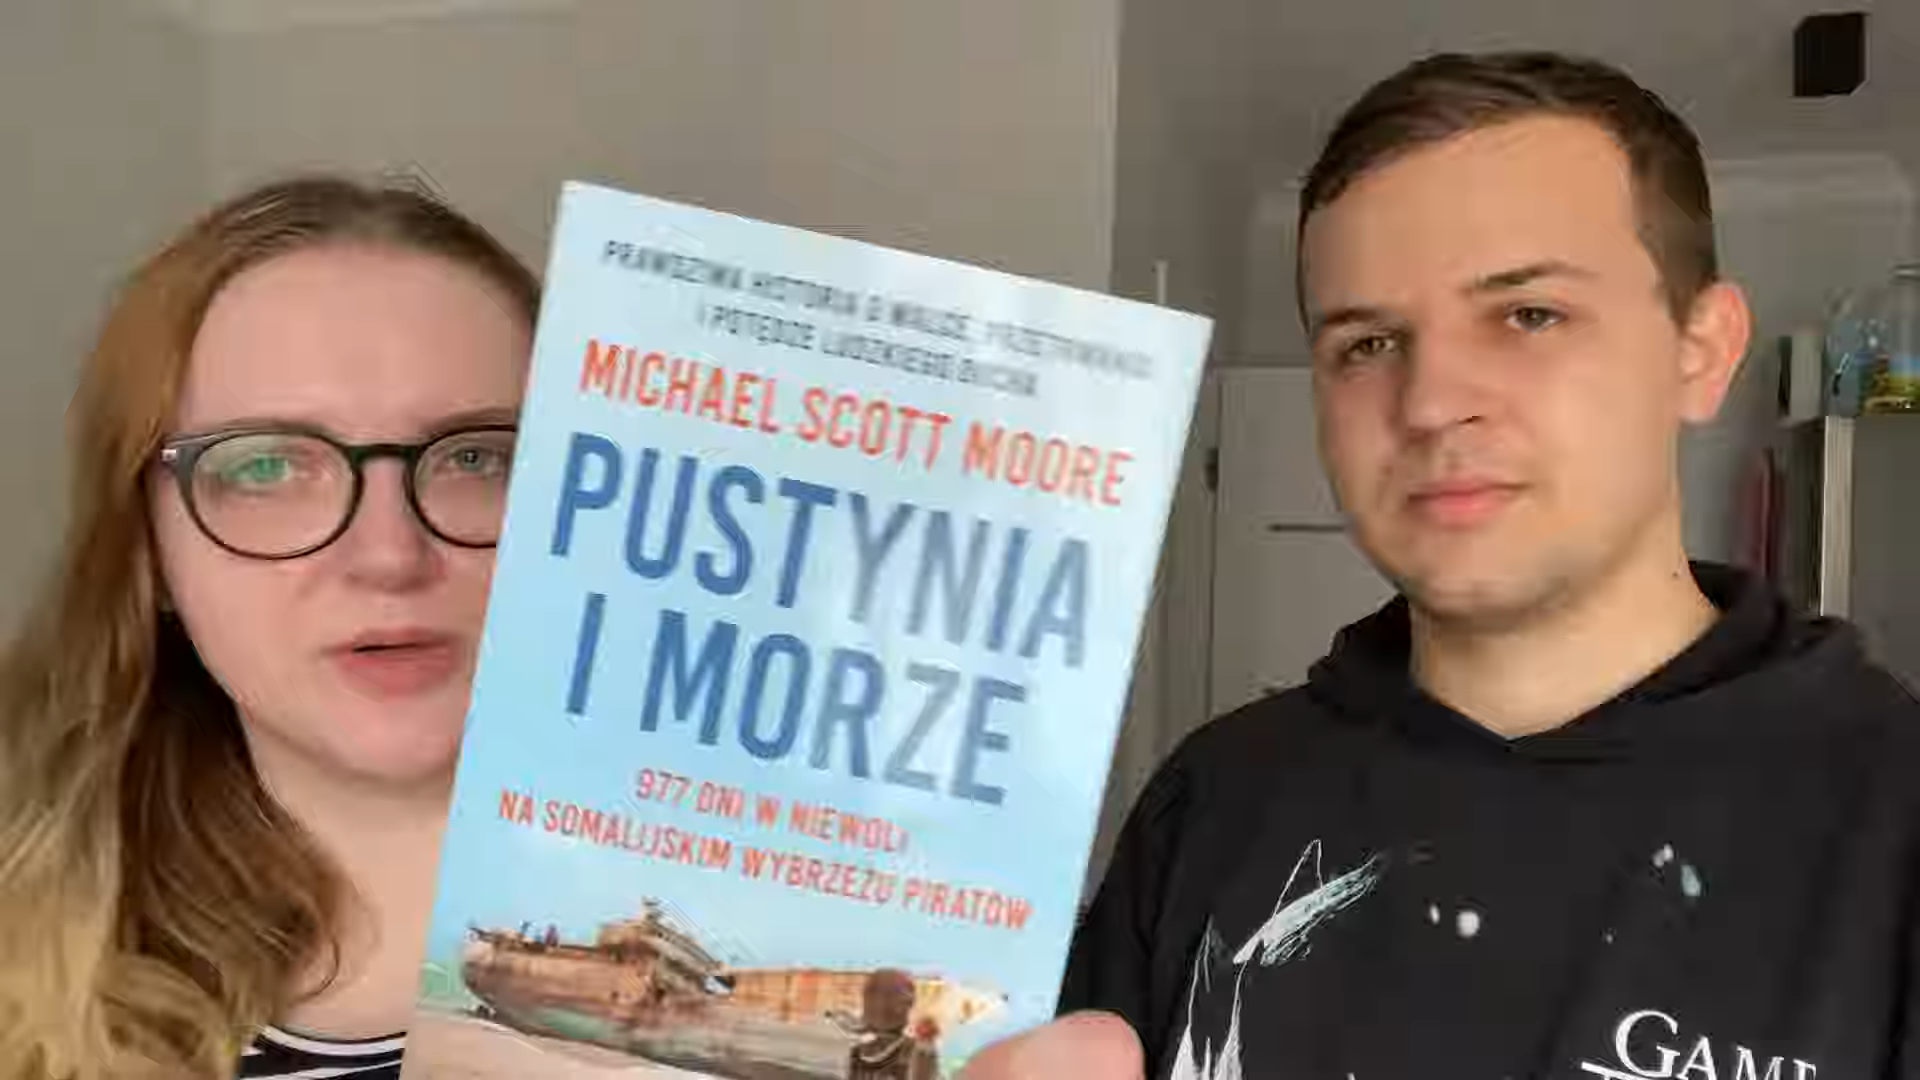 PRAWDZIWA HISTORIA O WALCE, PRZETRWANIU
I POTĘDZE LUDZKIEGO DUCHA
MICHAEL SCOTT MOORE
PUSTYNIA
I MORZE
977 DNI W NIEWOLI
NA SOMALIJSKIM WYBRZEŻU PIRATÓW
GAME